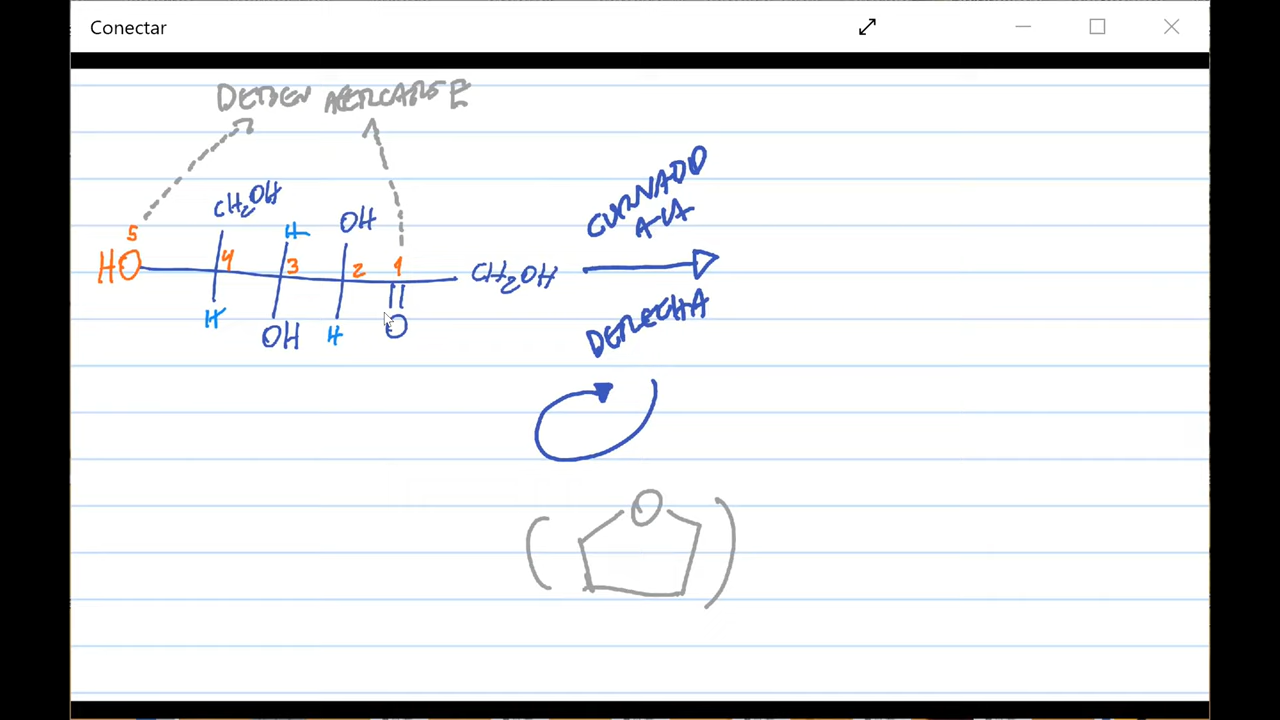 Conectar
DEBEN ACERCARSE
CH2OH
OH
5
H
HO
4
3
2
1
CH2OH
H
OH
H
O
CURVADO
A LA
DERECHA
O